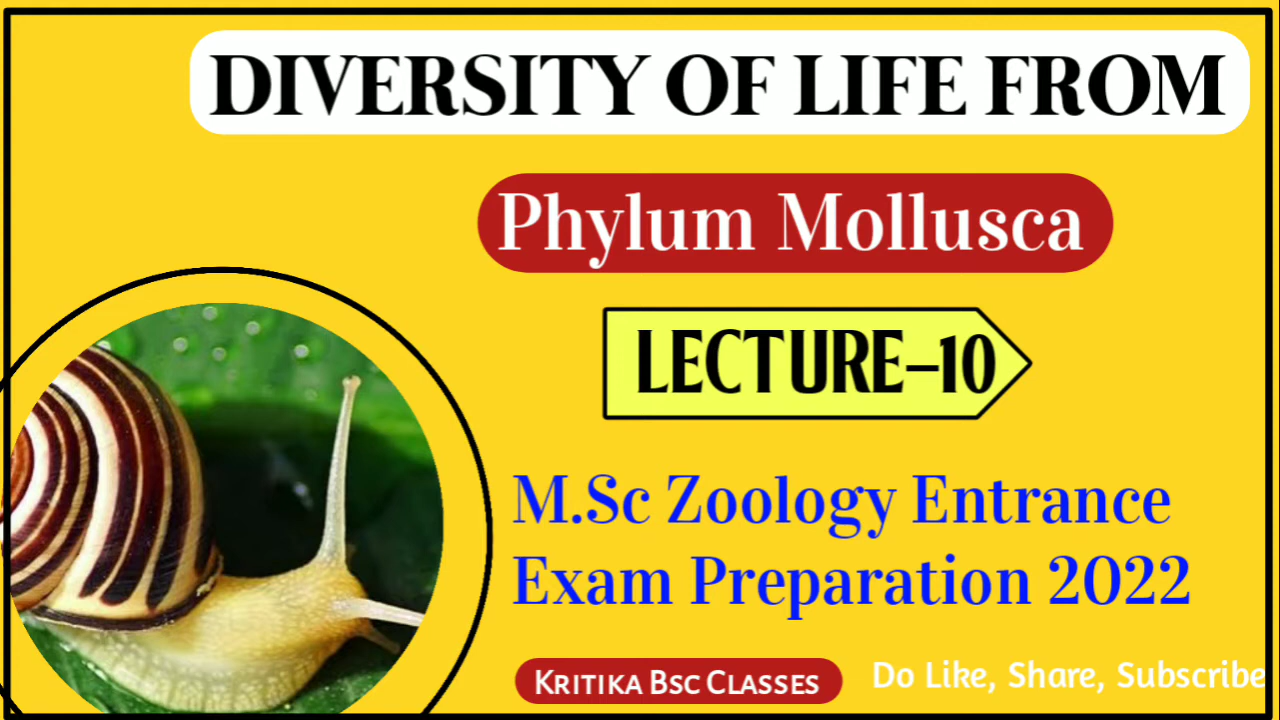 DIVERSITY OF LIFE FROM
Phylum Mollusca
LECTURE-10
M.Sc Zoology Entrance
Exam Preparation 2022
KRITIKA BSC CLASSES
Do Like, Share, Subscribe